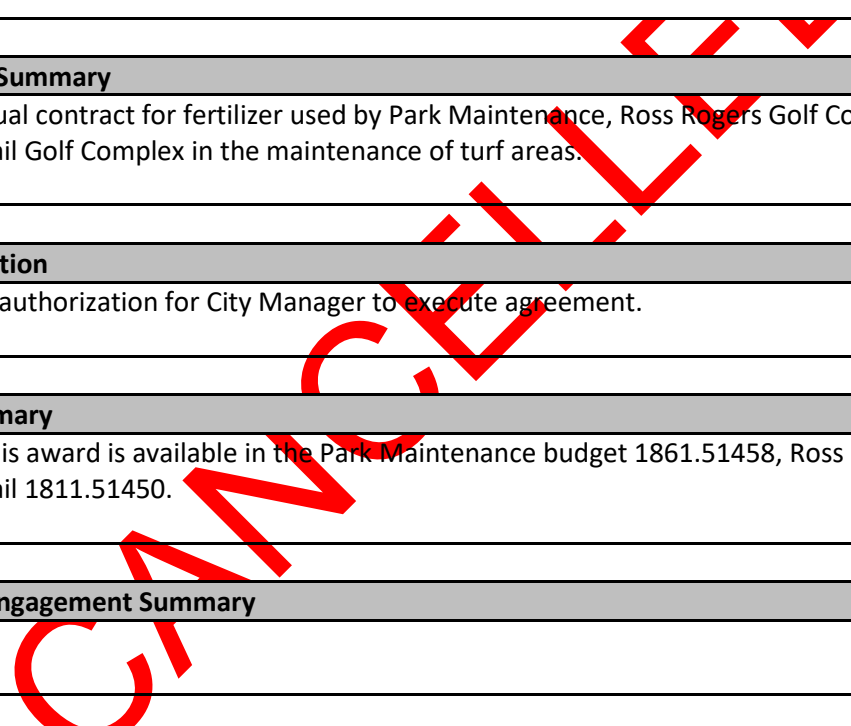 Summary
ual contract for fertilizer used by Park Maintenance, Ross Rogers Golf Co
ail Golf Complex in the maintenance of turf areas.
tion
authorization for City Manager to execute agreement.
mary
is award is available in the Park Maintenance budget 1861.51458, Ross
ail 1811.51450.
ngagement Summary
CANCELLE